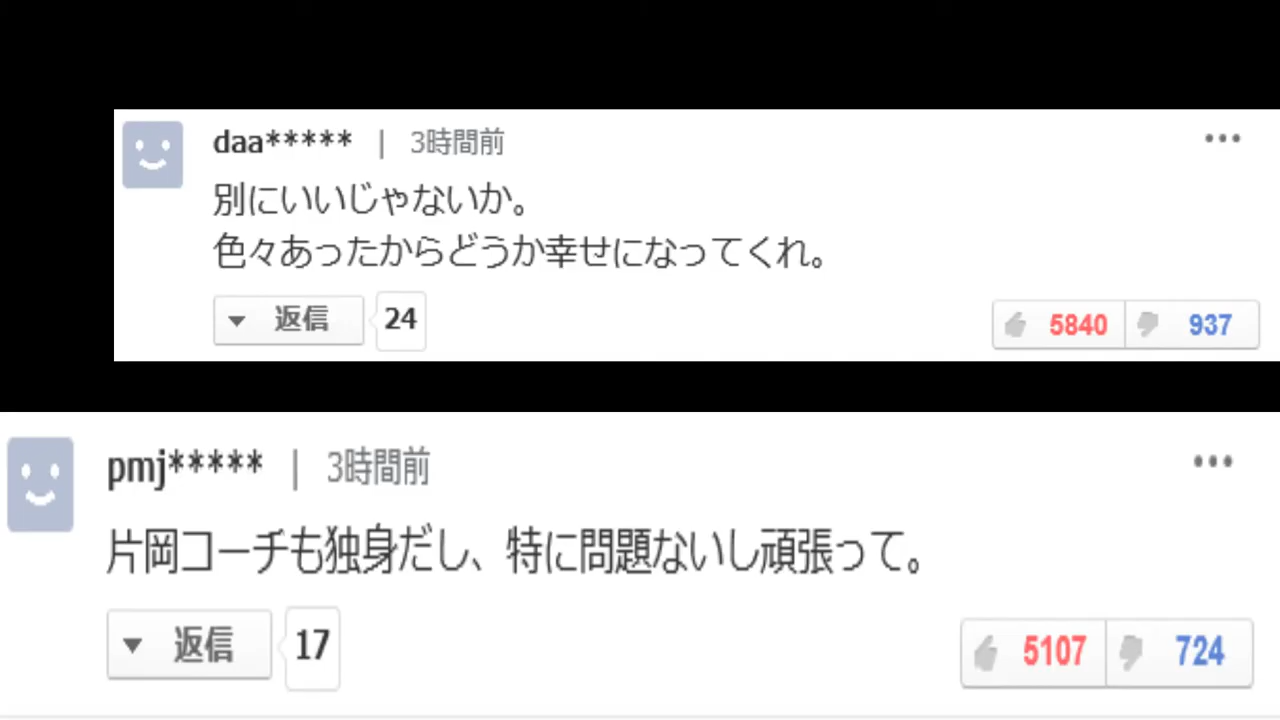 daa***** | 3時間前
別にいいじゃないか。
色々あったからどうか幸せになってくれ。
返信 24
5840 937
pmj***** | 3時間前
片岡コーチも独身だし、特に問題ないし頑張って。
返信 17
5107 724